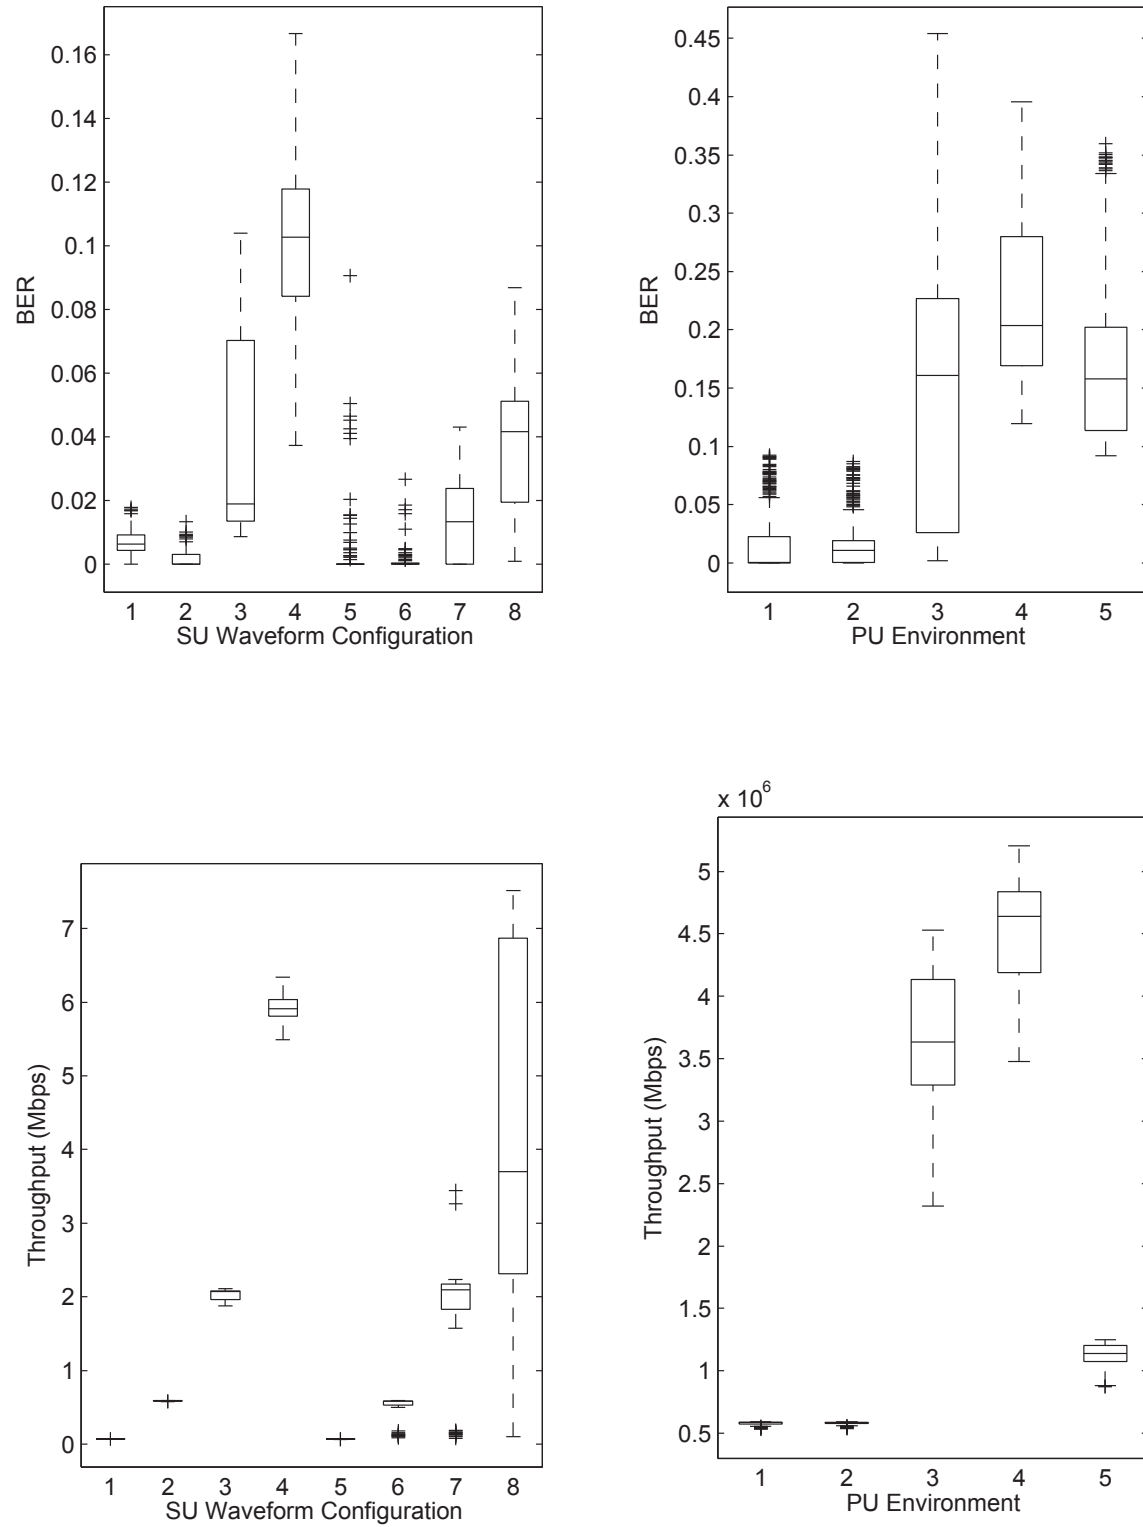 0.16
0.14
0.12
0.1
0.08
0.06
0.04
0.02
0
BER
1 2 3 4 5 6 7 8
SU Waveform Configuration
0.45
0.4
0.35
0.3
0.25
0.2
0.15
0.1
0.05
0
BER
1 2 3 4 5
PU Environment
7
6
5
4
3
2
1
0
Throughput (Mbps)
1 2 3 4 5 6 7 8
SU Waveform Configuration
x 10^6
5
4.5
4
3.5
3
2.5
2
1.5
1
0.5
Throughput (Mbps)
1 2 3 4 5
PU Environment